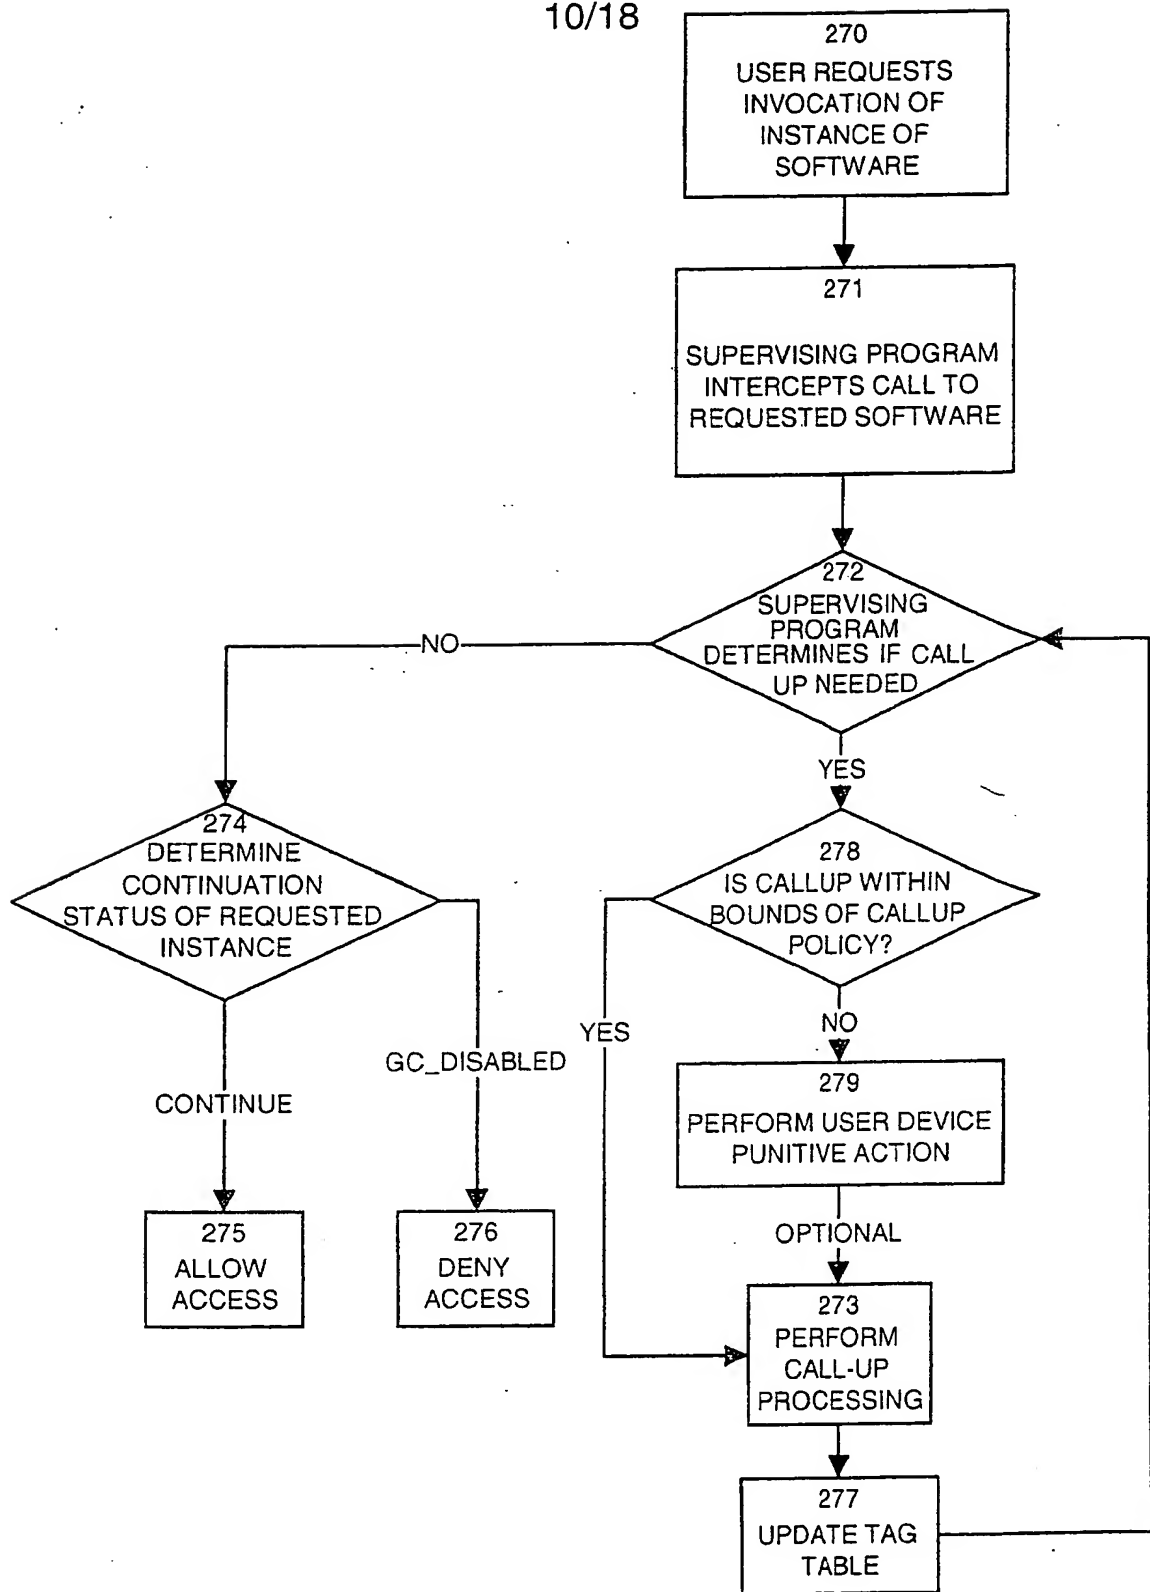 10/18
270
USER REQUESTS
INVOCATION OF
INSTANCE OF
SOFTWARE
271
SUPERVISING PROGRAM
INTERCEPTS CALL TO
REQUESTED SOFTWARE
272
SUPERVISING
PROGRAM
DETERMINES IF CALL
UP NEEDED
NO
YES
274
DETERMINE
CONTINUATION
STATUS OF REQUESTED
INSTANCE
278
IS CALLUP WITHIN
BOUNDS OF CALLUP
POLICY?
YES
NO
GC_DISABLED
CONTINUE
279
PERFORM USER DEVICE
PUNITIVE ACTION
OPTIONAL
275
ALLOW
ACCESS
276
DENY
ACCESS
273
PERFORM
CALL-UP
PROCESSING
277
UPDATE TAG
TABLE